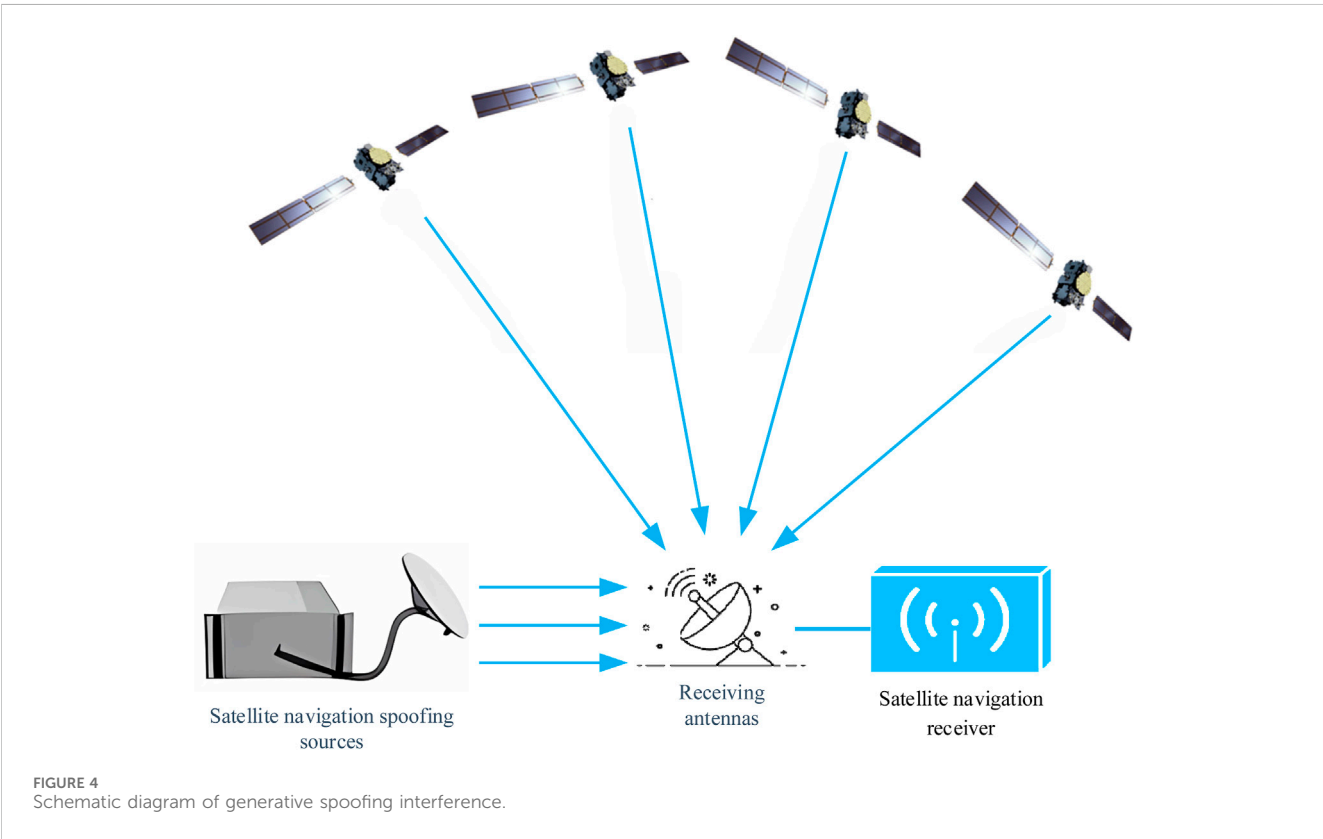 Satellite navigation spoofing
sources
Receiving
antennas
Satellite navigation
receiver
FIGURE 4
Schematic diagram of generative spoofing interference.